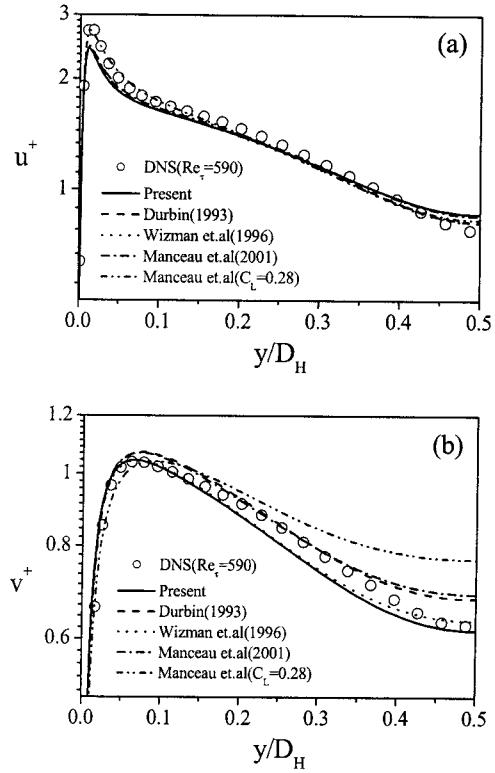 (a)
3
2
1
u+
DNS(Reτ=590)
Present
Durbin(1993)
Wizman et.al(1996)
Manceau et.al(2001)
Manceau et.al(CL=0.28)
0.0 0.1 0.2 0.3 0.4 0.5
y/DH
(b)
1.2
1
0.8
0.6
v+
DNS(Reτ=590)
Present
Durbin(1993)
Wizman et.al(1996)
Manceau et.al(2001)
Manceau et.al(CL=0.28)
0.0 0.1 0.2 0.3 0.4 0.5
y/DH